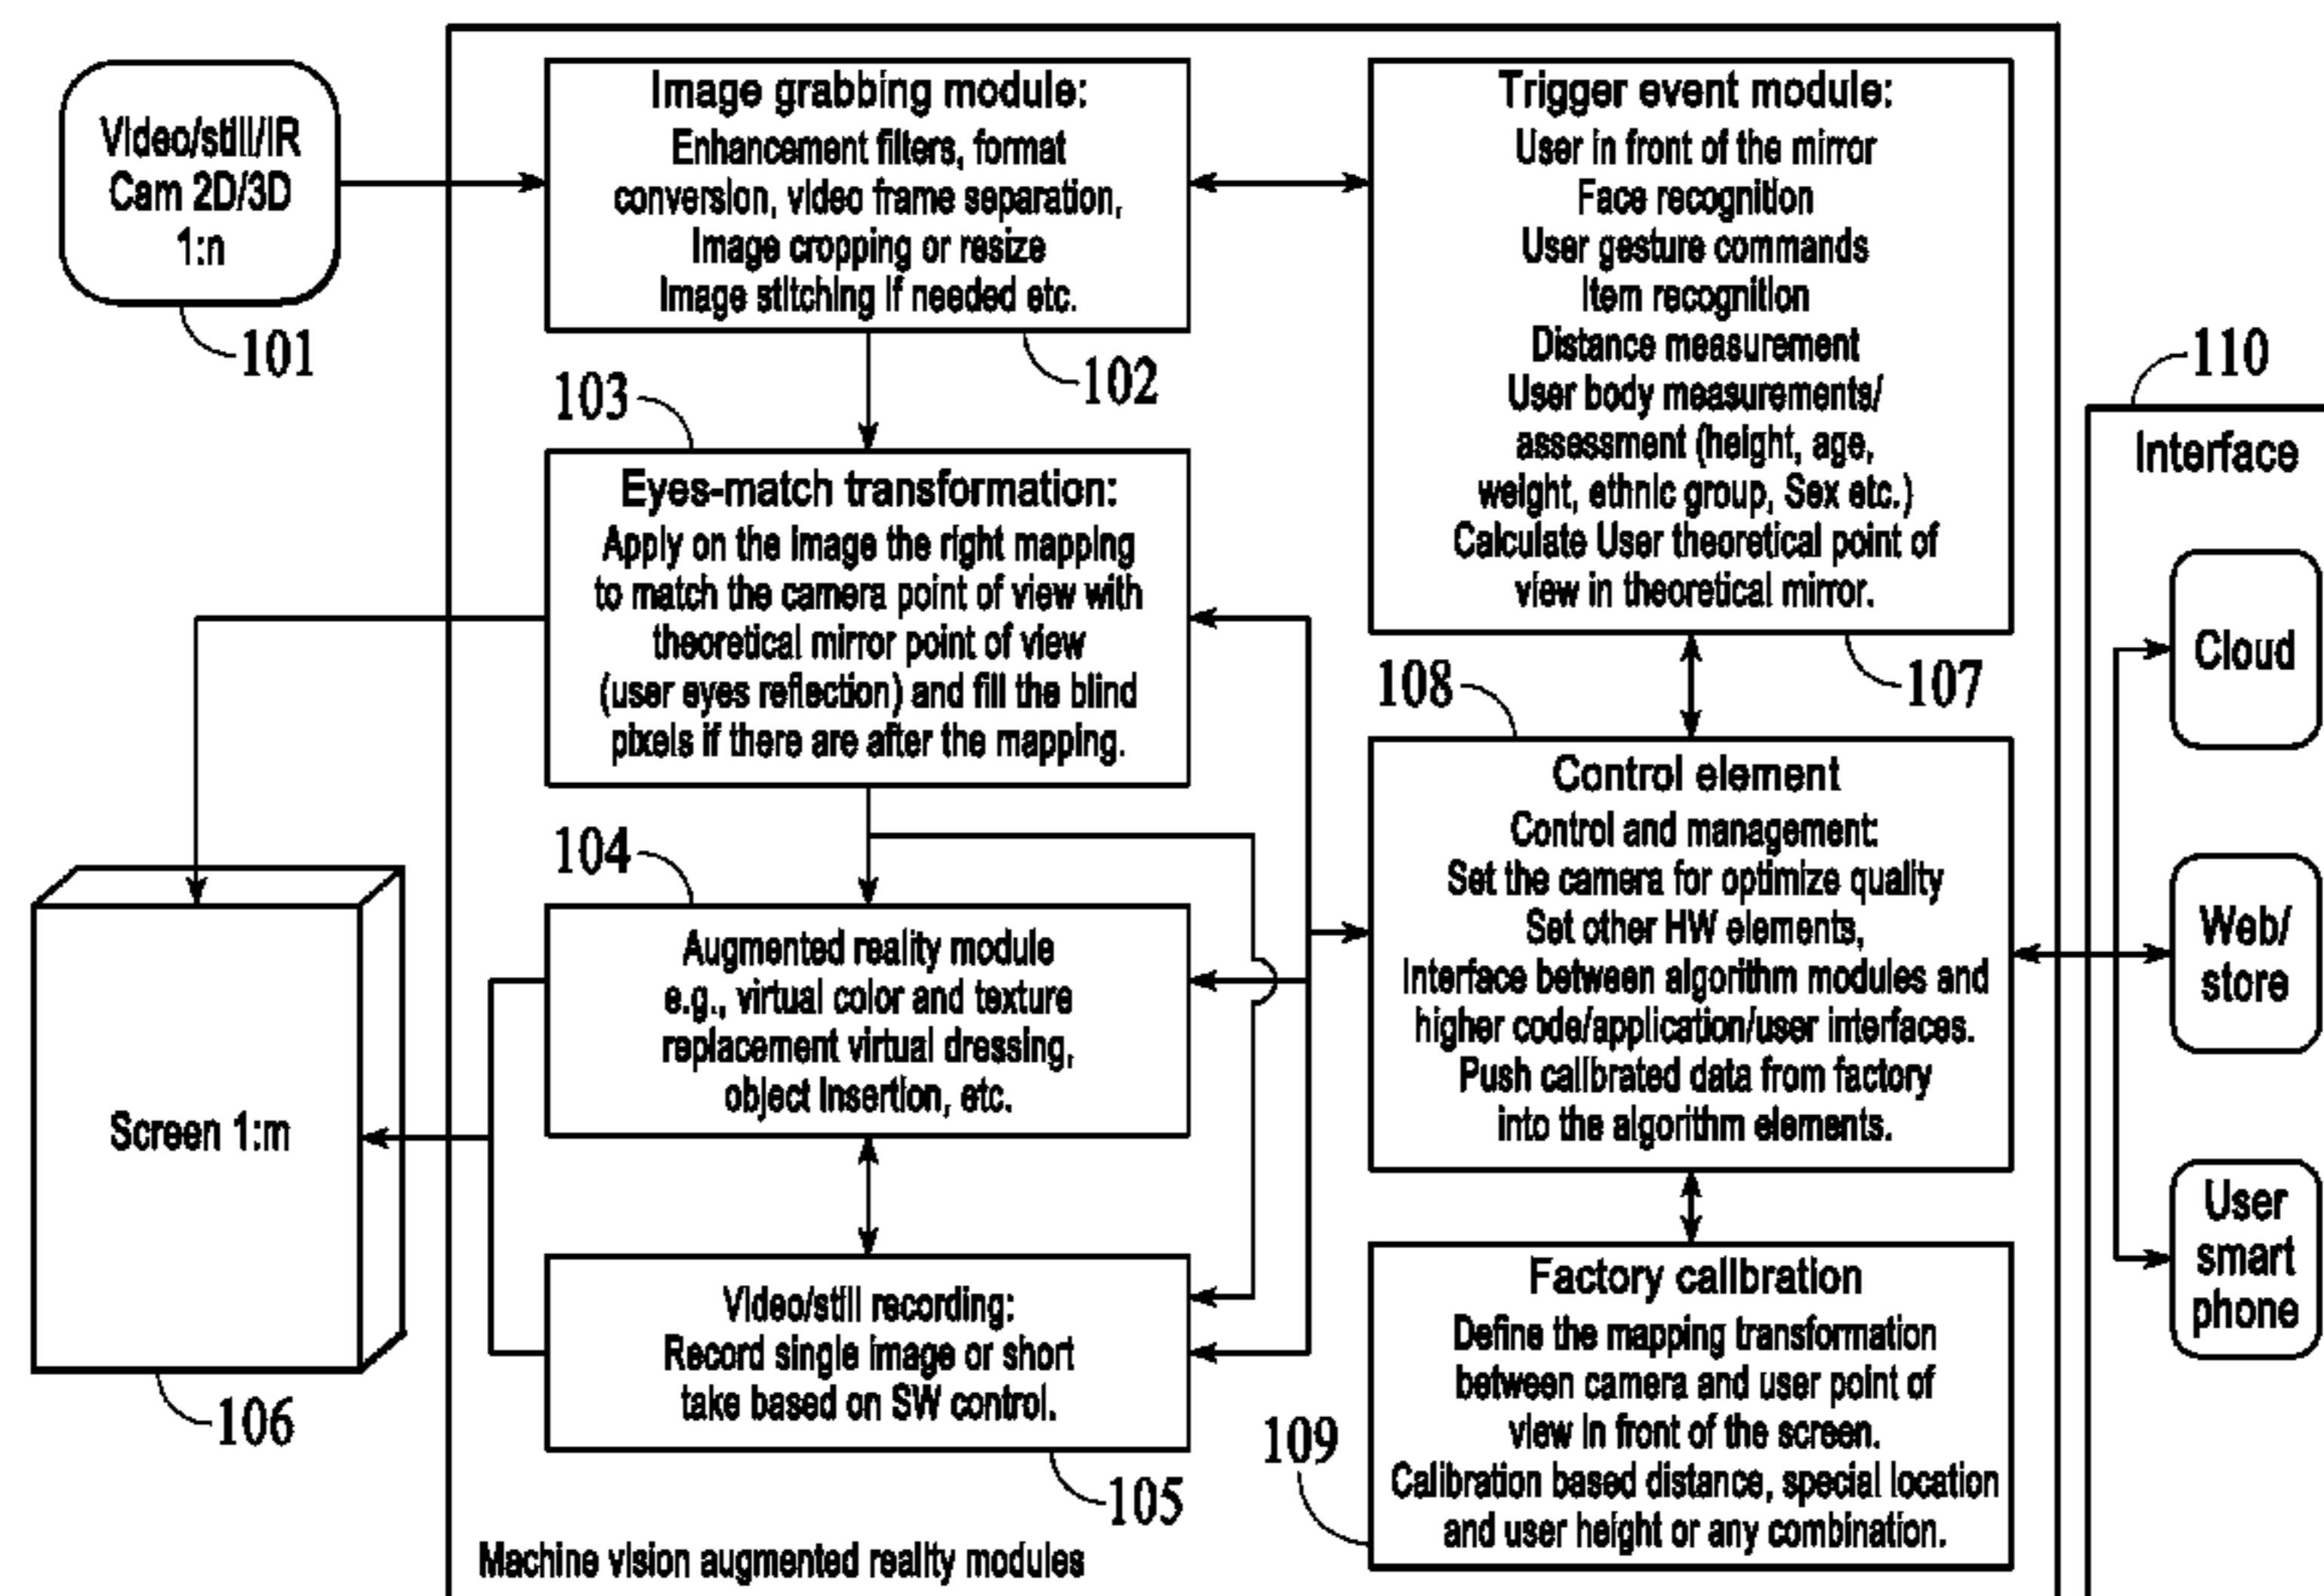 Video/still/IR
Cam 2D/3D
1:n
101
Image grabbing module:
Enhancement filters, format
conversion, video frame separation,
Image cropping or resize
Image stitching if needed etc.
102
Trigger event module:
User in front of the mirror
Face recognition
User gesture commands
Item recognition
Distance measurement
User body measurements/
assessment (height, age,
weight, ethnic group, Sex etc.)
Calculate User theoretical point of
view in theoretical mirror.
107
103
Eyes-match transformation:
Apply on the image the right mapping
to match the camera point of view with
theoretical mirror point of view
(user eyes reflection) and fill the blind
pixels if there are after the mapping.
108
Control element
Control and management:
Set the camera for optimize quality
Set other HW elements,
Interface between algorithm modules and
higher code/application/user interfaces.
Push calibrated data from factory
into the algorithm elements.
104
Augmented reality module
e.g., virtual color and texture
replacement virtual dressing,
object insertion, etc.
Screen 1:m
106
Video/still recording:
Record single image or short
take based on SW control.
105
Factory calibration
Define the mapping transformation
between camera and user point of
view in front of the screen.
Calibration based distance, special location
and user height or any combination.
109
Machine vision augmented reality modules
110
Interface
Cloud
Web/
store
User
smart
phone